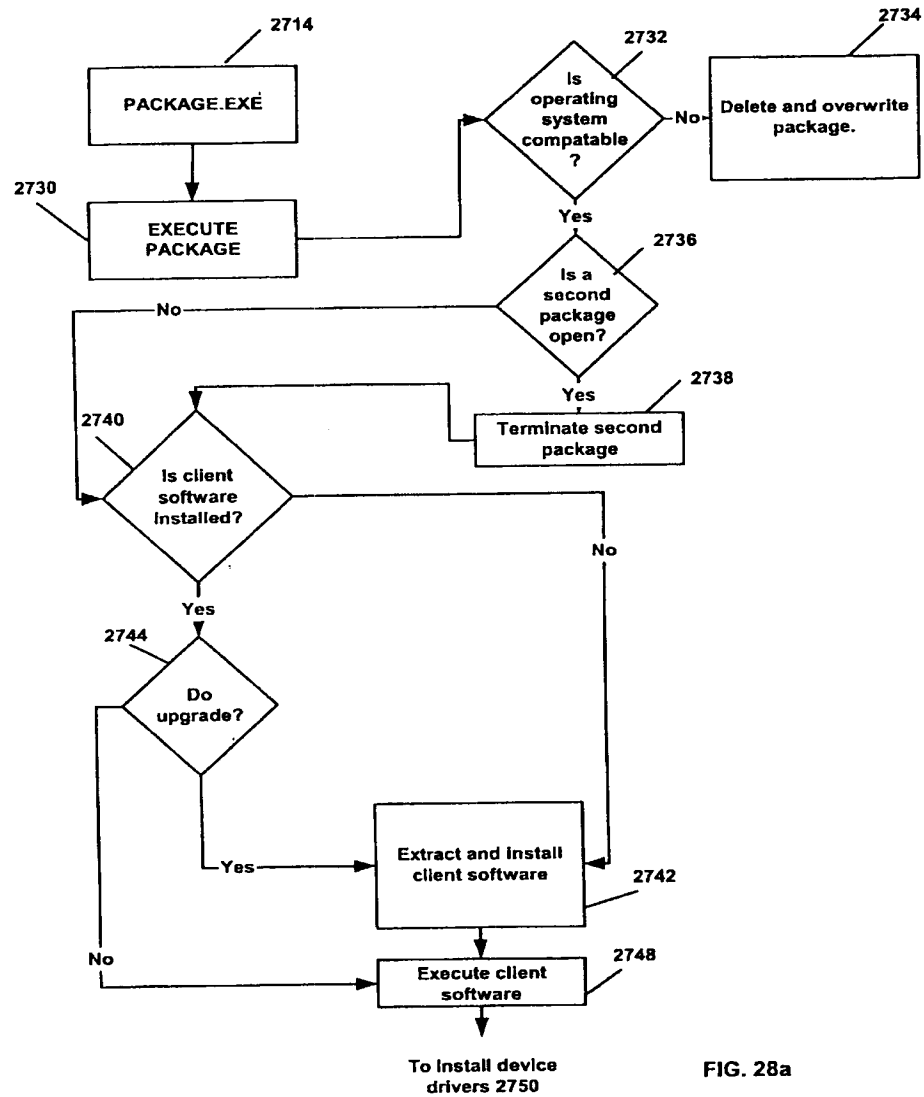 2714
PACKAGE.EXE
2730
EXECUTE
PACKAGE
2732
Is
operating
system
compatable
?
No
2734
Delete and overwrite
package.
Yes
2736
Is a
second
package
open?
No
Yes
2738
Terminate second
package
2740
Is client
software
installed?
No
Yes
2744
Do
upgrade?
Yes
Extract and install
client software
2742
No
Execute client
software
2748
To install device
drivers 2750
FIG. 28a